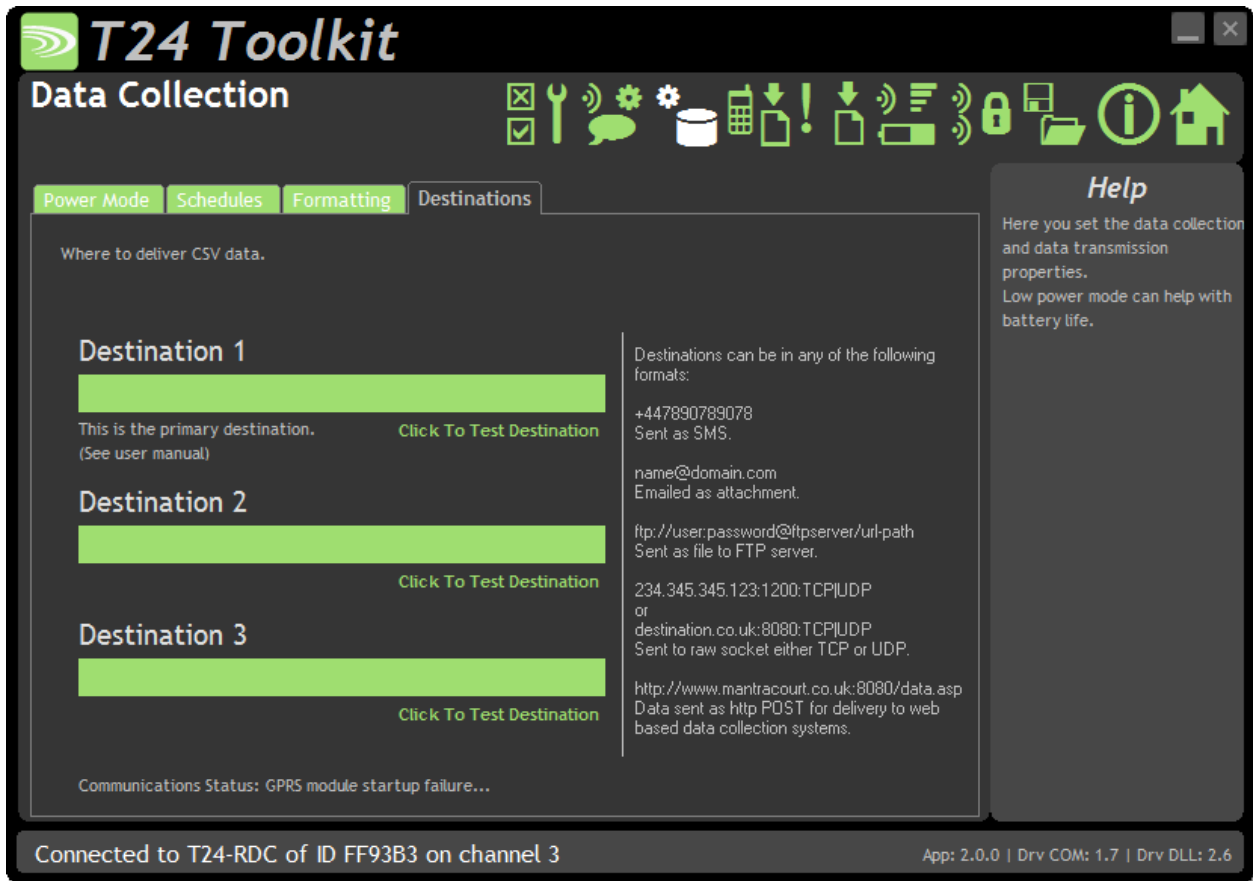 T24 Toolkit
Data Collection
Power Mode
Schedules
Formatting
Destinations
Where to deliver CSV data.
Destination 1
This is the primary destination.
(See user manual)
Click To Test Destination
Destination 2
Click To Test Destination
Destination 3
Click To Test Destination
Communications Status: GPRS module startup failure...
Destinations can be in any of the following
formats:
+447890789078
Sent as SMS.
name@domain.com
Emailed as attachment.
ftp://user:password@ftpserver/url-path
Sent as file to FTP server.
234.345.345.123:1200:TCP|UDP
or
destination.co.uk:8080:TCP|UDP
Sent to raw socket either TCP or UDP.
http://www.mantracourt.co.uk:8080/data.asp
Data sent as http POST for delivery to web
based data collection systems.
Help
Here you set the data collection
and data transmission
properties.
Low power mode can help with
battery life.
Connected to T24-RDC of ID FF93B3 on channel 3
App: 2.0.0 | Drv COM: 1.7 | Drv DLL: 2.6